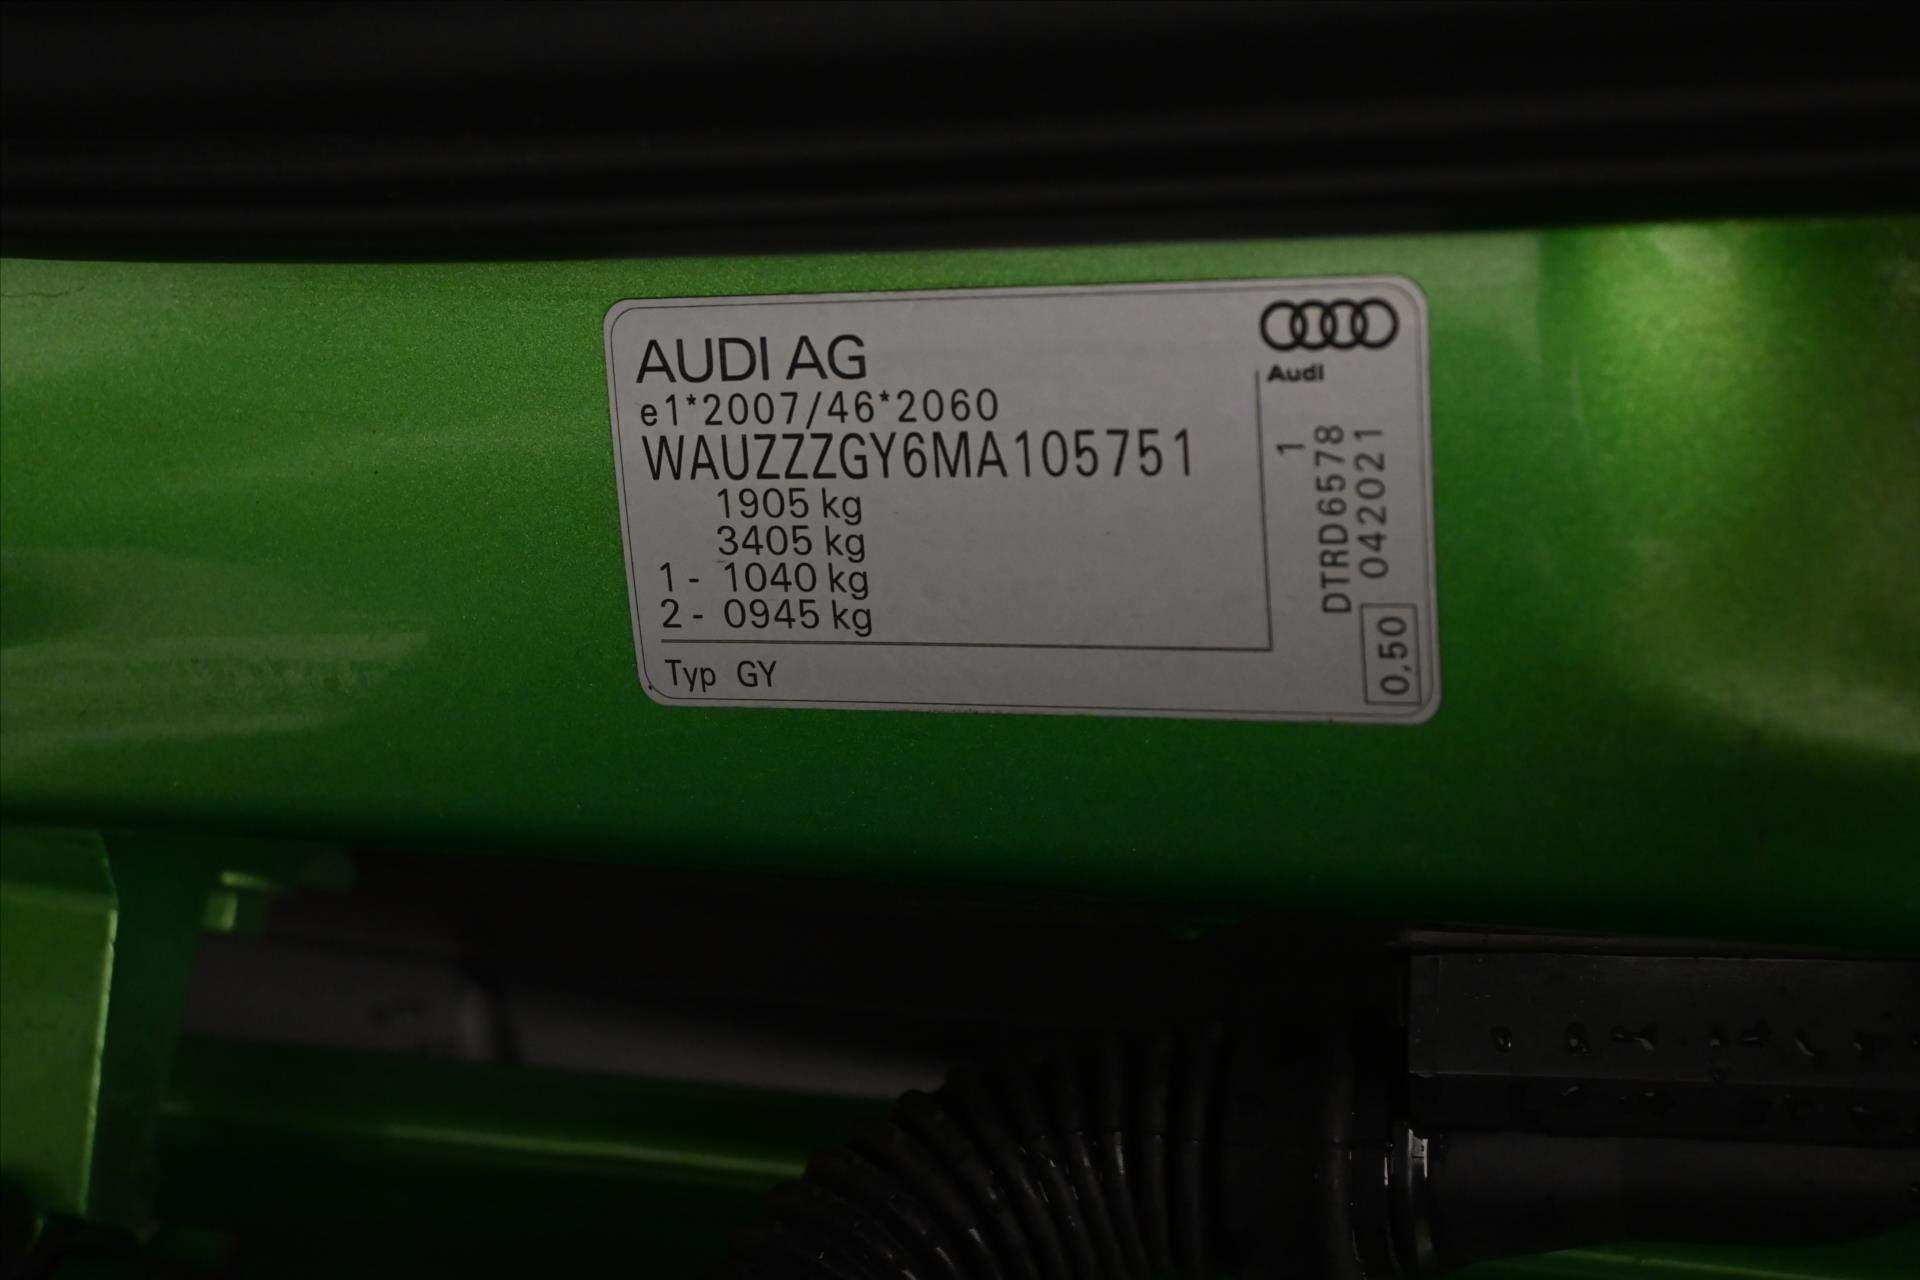 AUDI AG
e1*2007/46*2060
WAUZZZGY6MA105751
1905 kg
3405 kg
1- 1040 kg
2- 0945 kg
Typ GY
Audi
1
DTRD66578
042021
0,50